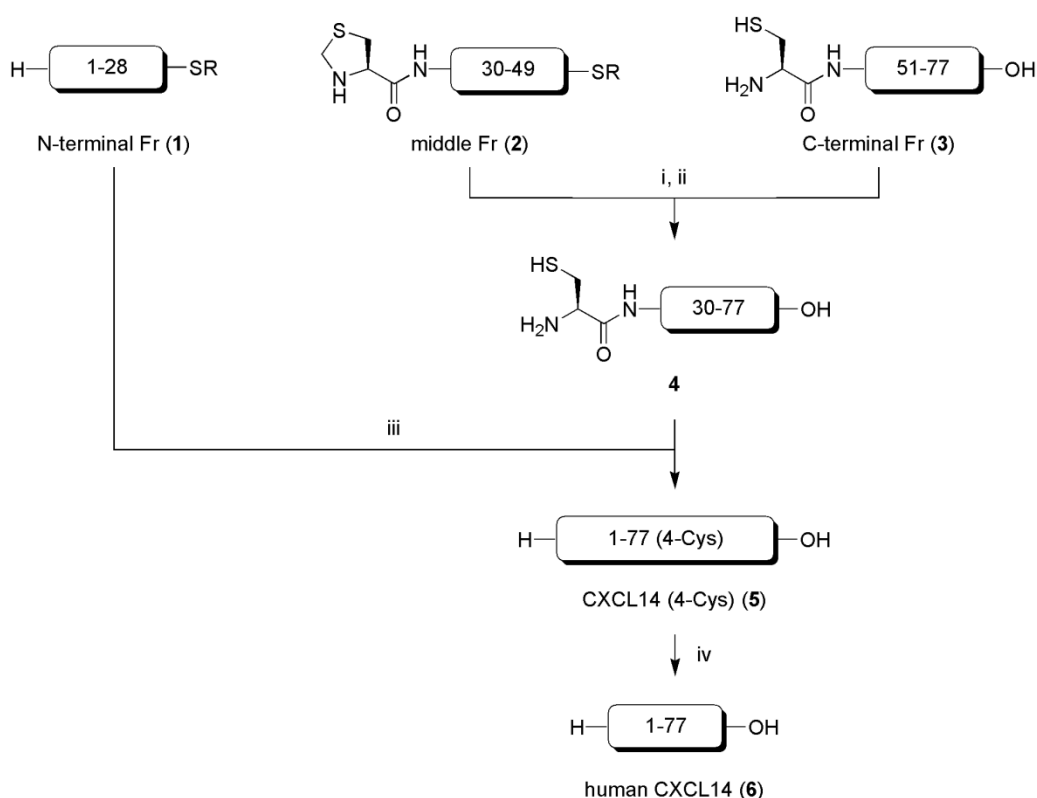 H 1-28 SR
S N H H N O 30-49 SR
HS H2N H N O 51-77 OH
N-terminal Fr (1)
middle Fr (2)
C-terminal Fr (3)
i, ii
HS H2N H N O 30-77 OH
4
iii
H 1-77 (4-Cys) OH
CXCL14 (4-Cys) (5)
iv
H 1-77 OH
human CXCL14 (6)